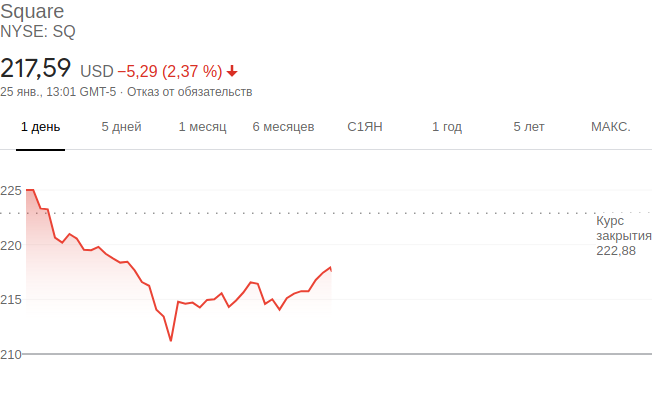 Square
NYSE: SQ
217,59 USD −5,29 (2,37 %)
25 янв., 13:01 GMT-5 · Отказ от обязательств
1 день 5 дней 1 месяц 6 месяцев С1ЯН 1 год 5 лет МАКС.
225
Курс
закрытия
222,88
220
215
210